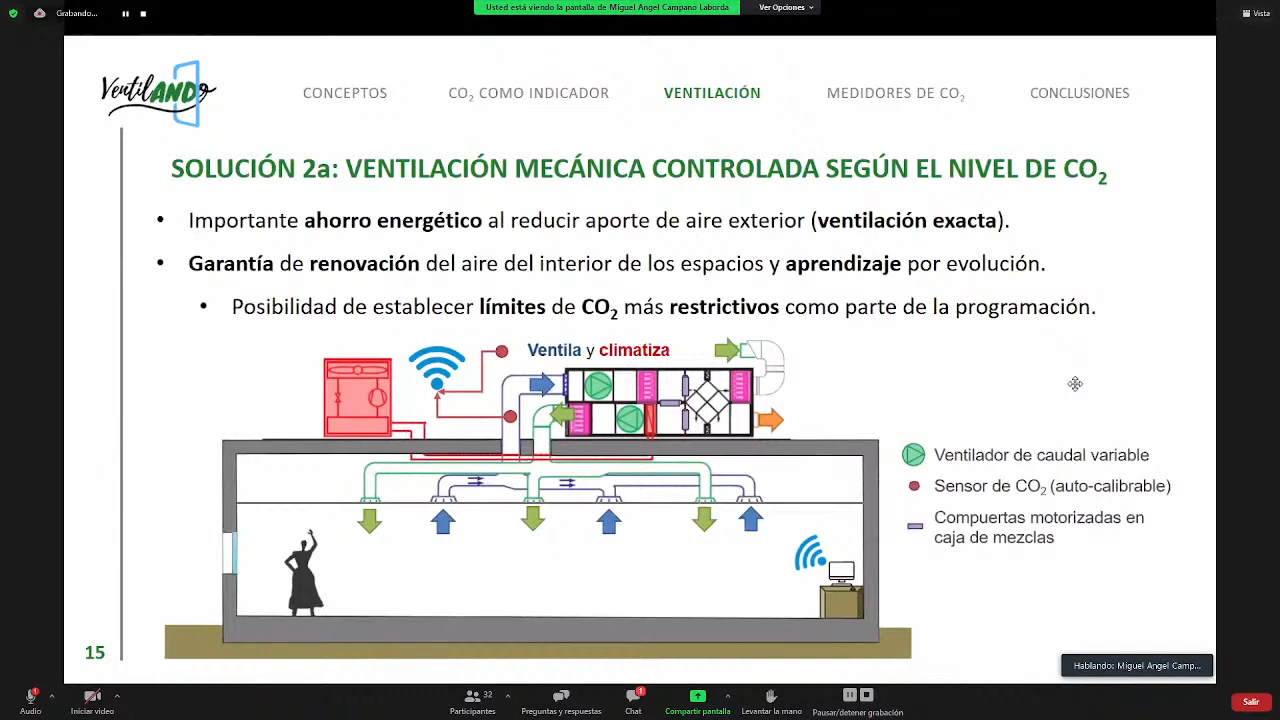 Grabando...
Usted está viendo la pantalla de Miguel Angel Campano Laborda
Ver Opciones
Vista
VentilANDo
CONCEPTOS
CO₂ COMO INDICADOR
VENTILACIÓN
MEDIDORES DE CO₂
CONCLUSIONES
SOLUCIÓN 2a: VENTILACIÓN MECÁNICA CONTROLADA SEGÚN EL NIVEL DE CO₂
• Importante ahorro energético al reducir aporte de aire exterior (ventilación exacta).
• Garantía de renovación del aire del interior de los espacios y aprendizaje por evolución.
• Posibilidad de establecer límites de CO₂ más restrictivos como parte de la programación.
Ventila y climatiza
Ventilador de caudal variable
Sensor de CO₂ (auto-calibrable)
Compuertas motorizadas en
caja de mezclas
15
Hablando: Miguel Angel Camp...
Audio
Iniciar video
32
Participantes
Preguntas y respuestas
1
Chat
Compartir pantalla
Levantar la mano
Pausar/detener grabación
Salir